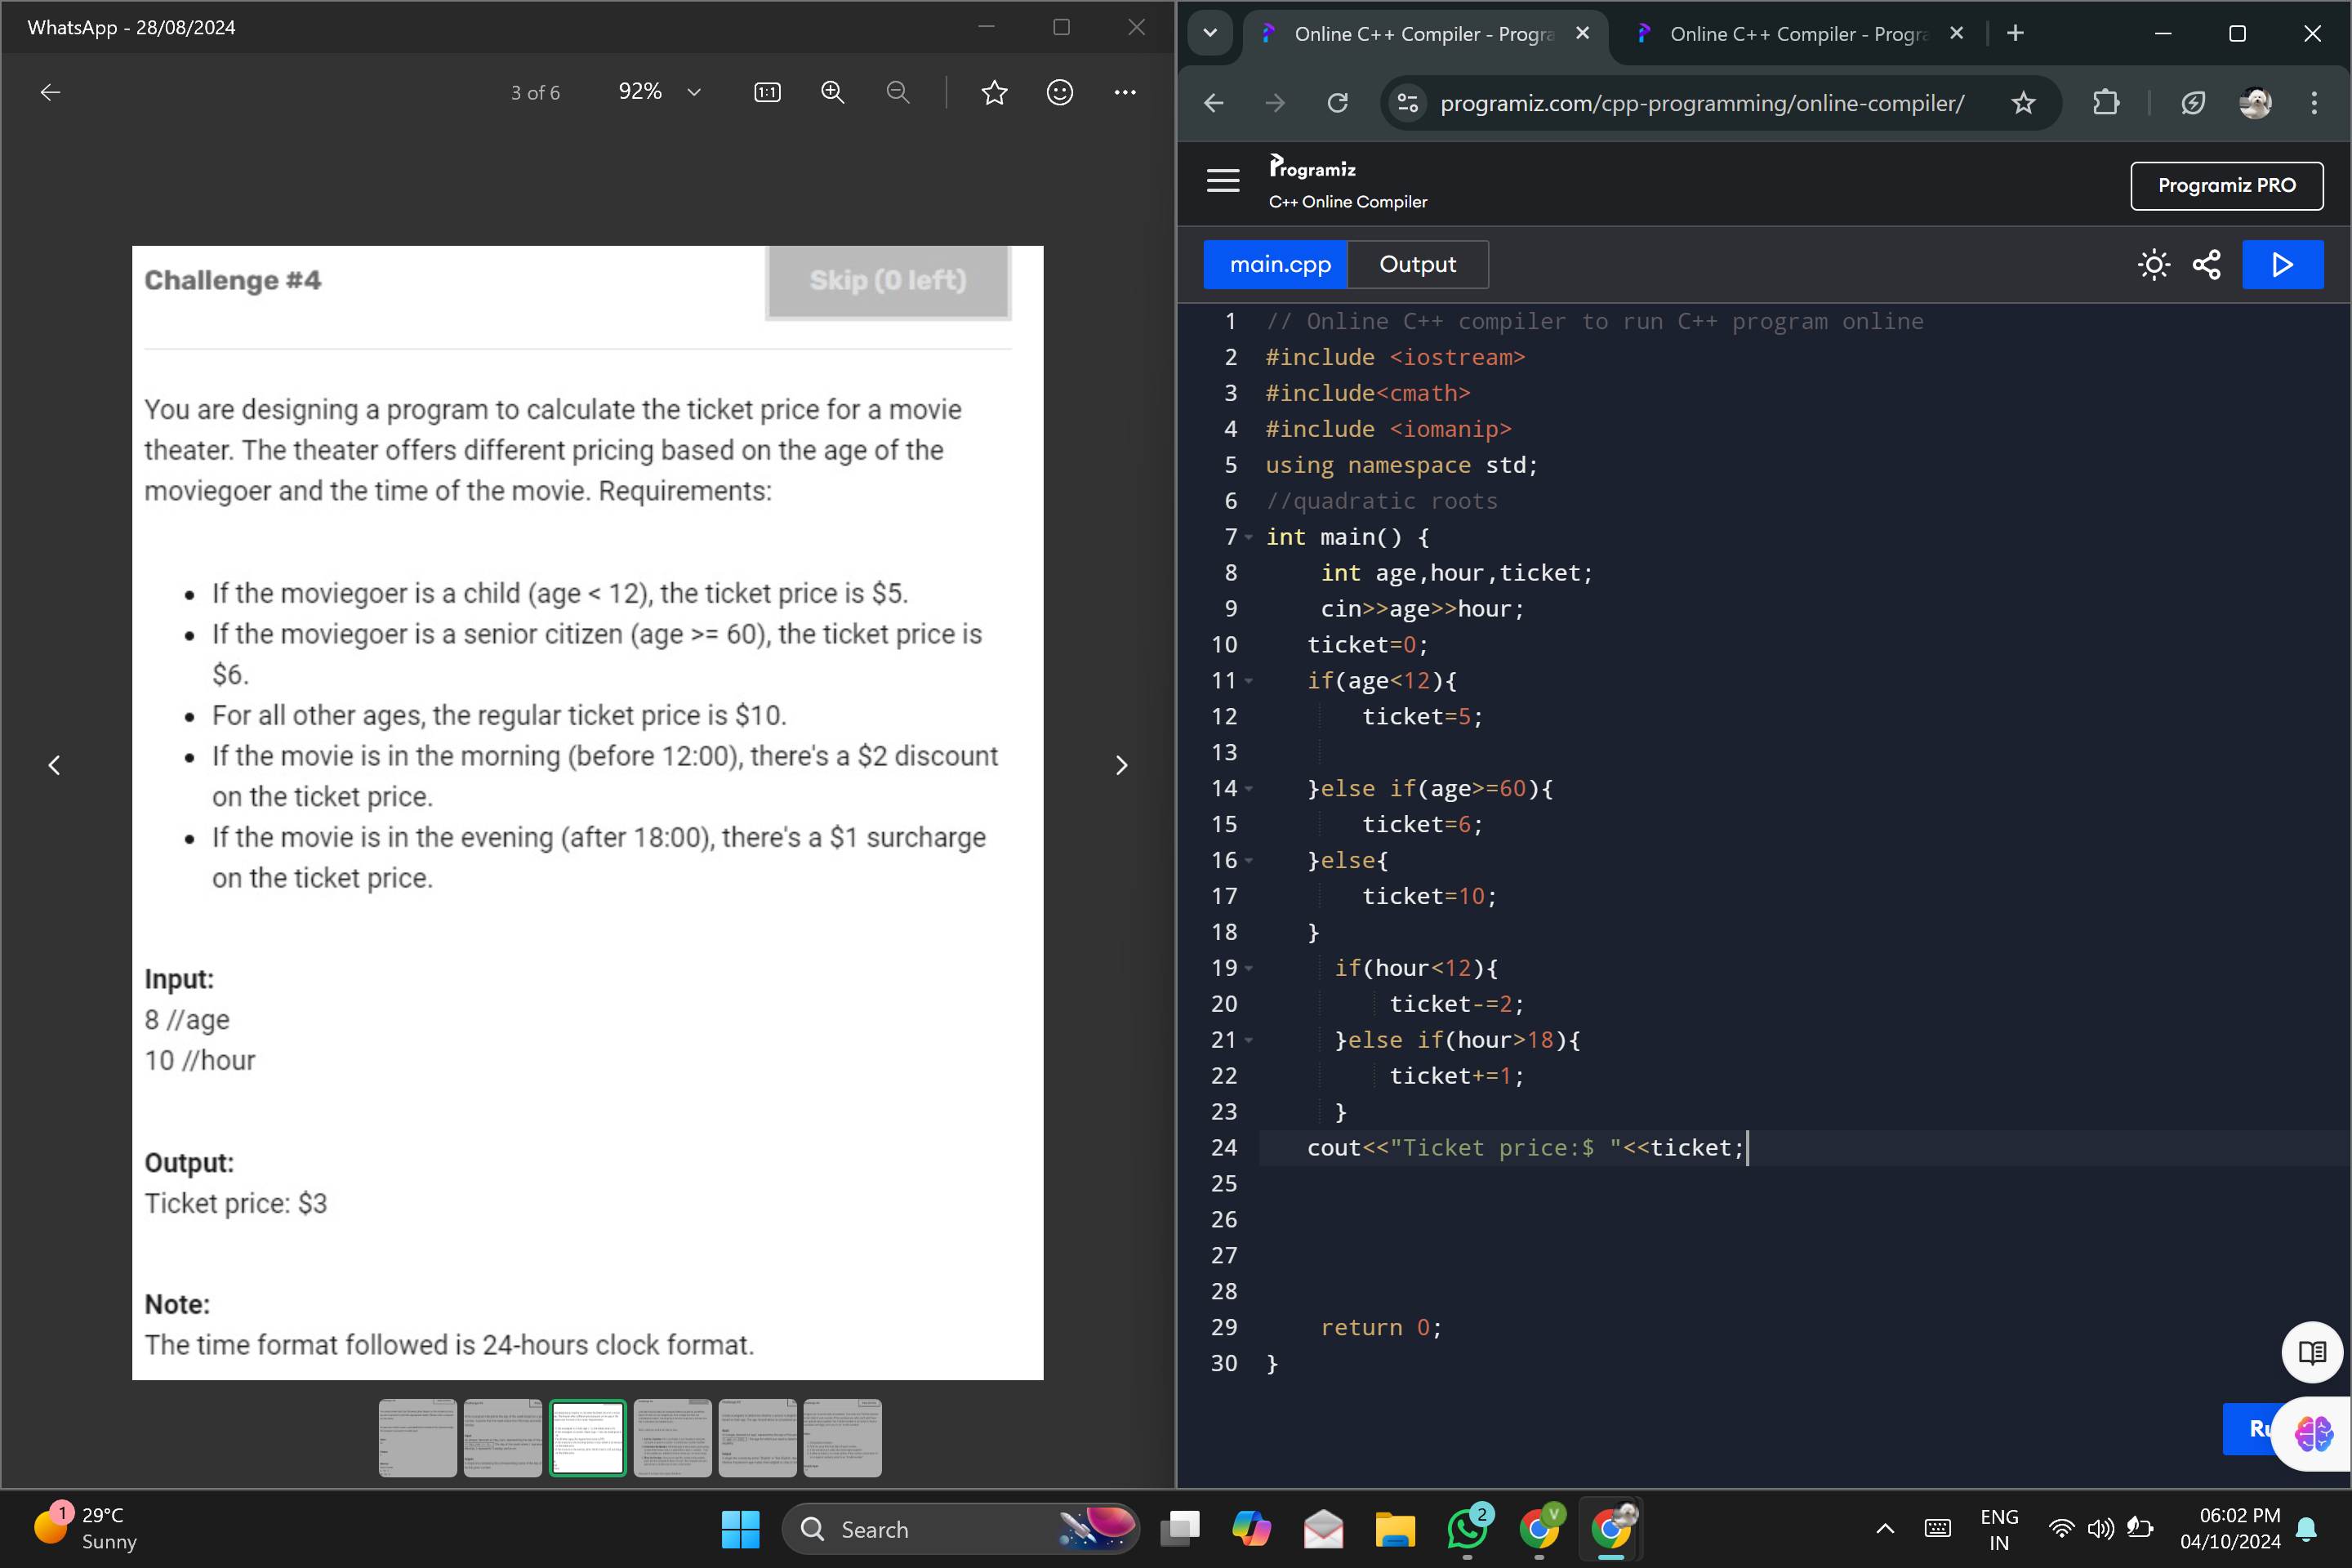 WhatsApp - 28/08/2024
3 of 6
92%
1:1
Challenge #4
Skip (0 left)
You are designing a program to calculate the ticket price for a movie
theater. The theater offers different pricing based on the age of the
moviegoer and the time of the movie. Requirements:
• If the moviegoer is a child (age < 12), the ticket price is $5.
• If the moviegoer is a senior citizen (age >= 60), the ticket price is
$6.
• For all other ages, the regular ticket price is $10.
• If the movie is in the morning (before 12:00), there's a $2 discount
on the ticket price.
• If the movie is in the evening (after 18:00), there's a $1 surcharge
on the ticket price.
Input:
8 //age
10 //hour
Output:
Ticket price: $3
Note:
The time format followed is 24-hours clock format.
Online C++ Compiler - Progra
Online C++ Compiler - Progra
programiz.com/cpp-programming/online-compiler/
Programiz
C++ Online Compiler
Programiz PRO
main.cpp
Output
1 // Online C++ compiler to run C++ program online
2 #include <iostream>
3 #include<cmath>
4 #include <iomanip>
5 using namespace std;
6 //quadratic roots
7 int main() {
8 int age,hour,ticket;
9 cin>>age>>hour;
10 ticket=0;
11 if(age<12){
12 ticket=5;
13
14 }else if(age>=60){
15 ticket=6;
16 }else{
17 ticket=10;
18 }
19 if(hour<12){
20 ticket-=2;
21 }else if(hour>18){
22 ticket+=1;
23 }
24 cout<<"Ticket price:$ "<<ticket;
25
26
27
28
29 return 0;
30 }
Ru
1
29°C
Sunny
Search
2
V
ENG
IN
06:02 PM
04/10/2024